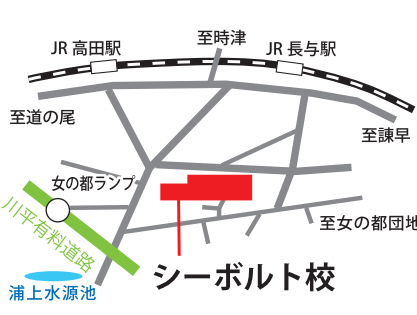 至時津
JR 高田駅
JR 長与駅
至道の尾
至諫早
女の都ランプ
川平有料道路
至女の都団地
シーボルト校
浦上水源池